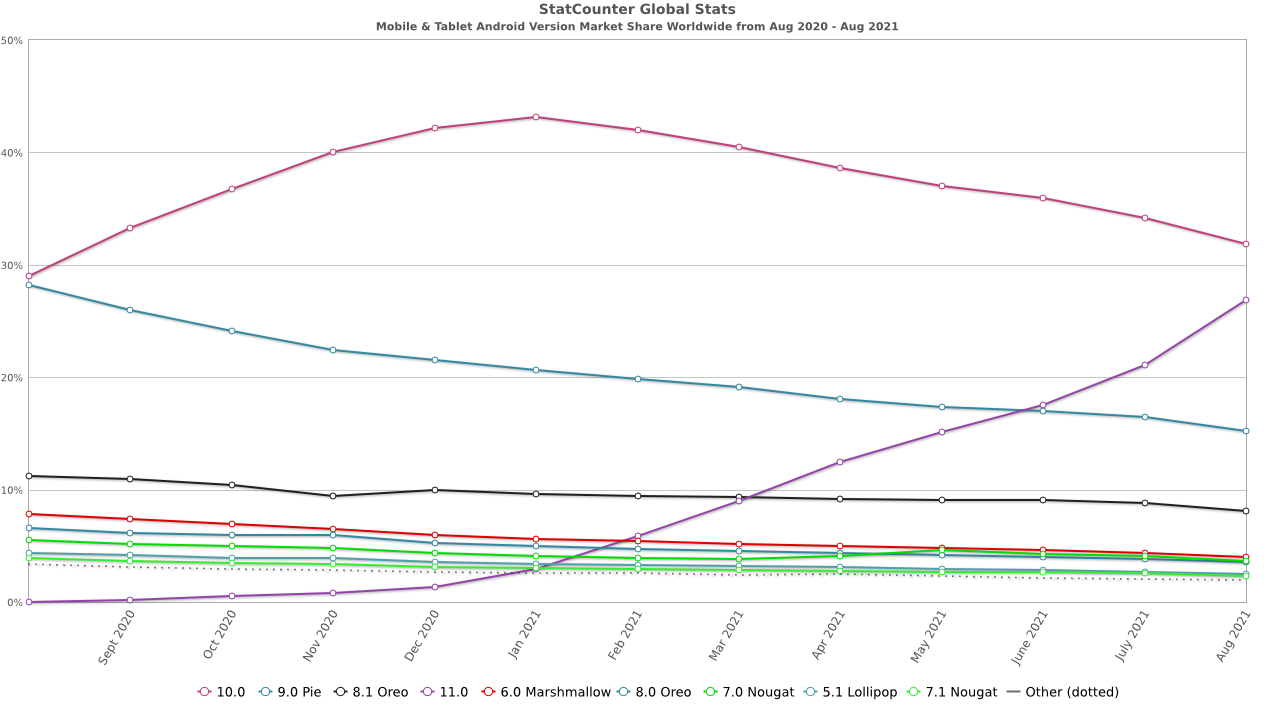 StatCounter Global Stats
Mobile & Tablet Android Version Market Share Worldwide from Aug 2020 - Aug 2021
50%
40%
30%
20%
10%
0%
Sept 2020 Oct 2020 Nov 2020 Dec 2020 Jan 2021 Feb 2021 Mar 2021 Apr 2021 May 2021 June 2021 July 2021 Aug 2021
10.0 9.0 Pie 8.1 Oreo 11.0 6.0 Marshmallow 8.0 Oreo 7.0 Nougat 5.1 Lollipop 7.1 Nougat Other (dotted)